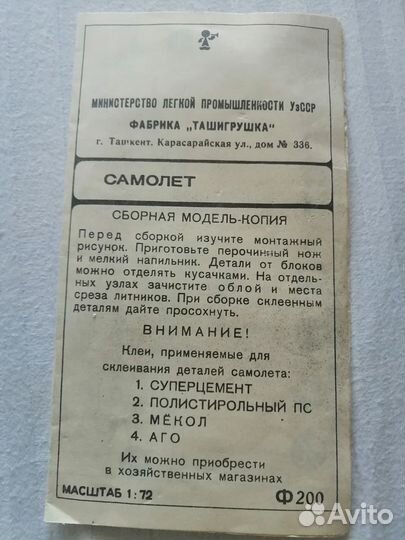 МИНИСТЕРСТВО ЛЕГКОЙ ПРОМЫШЛЕННОСТИ УзССР
ФАБРИКА „ТАШИГРУШКА"
г. Ташкент. Карасарайская ул., дом № 336.
САМОЛЕТ
СБОРНАЯ МОДЕЛЬ-КОПИЯ
Перед сборкой изучите монтажный
рисунок. Приготовьте перочинный нож
и мелкий напильник. Детали от блоков
можно отделять кусачками. На отдель-
ных узлах зачистите облой и места
среза литников. При сборке склеенным
деталям дайте просохнуть.
ВНИМАНИЕ!
Клеи, применяемые для
склеивания деталей самолета:
1. СУПЕРЦЕМЕНТ
2. ПОЛИСТИРОЛЬНЫЙ ПС
3. МЁКОЛ
4. АГО
Их можно приобрести
в хозяйственных магазинах
МАСШТАБ 1:72 Ф200
Avito